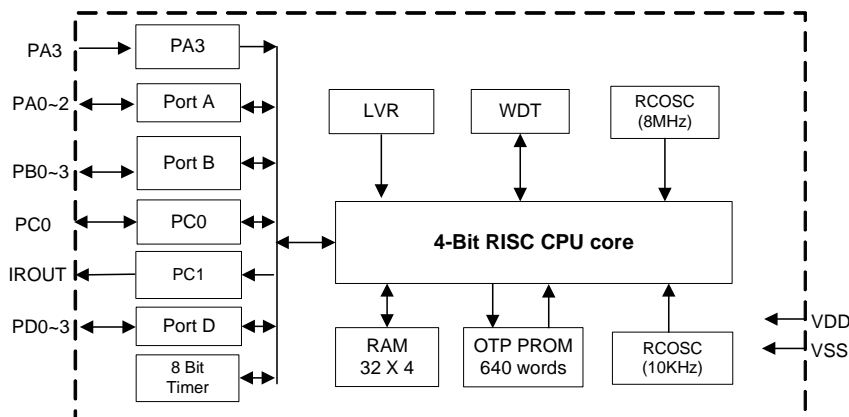 PA3
PA3
PA0~2
Port A
LVR
WDT
RCOSC
(8MHz)
PB0~3
Port B
PC0
PC0
4-Bit RISC CPU core
IROUT
PC1
PD0~3
Port D
RAM
32 X 4
OTP PROM
640 words
RCOSC
(10KHz)
VDD
VSS
8 Bit
Timer